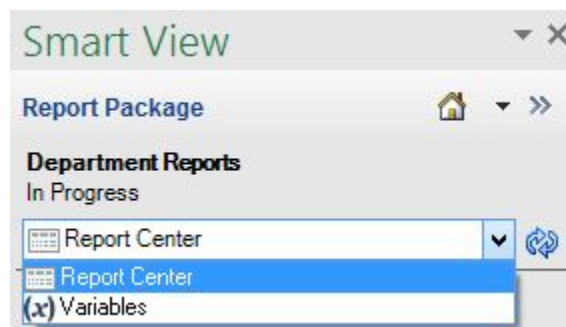 Smart View
Report Package
Department Reports
In Progress
Report Center
Report Center
(x) Variables